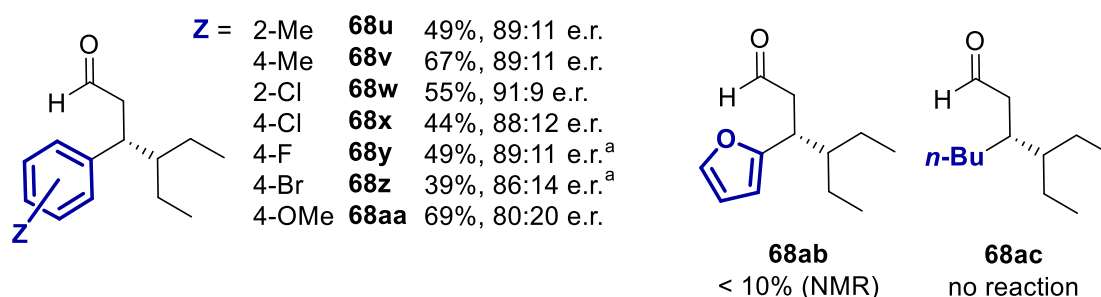 Z = 2-Me 68u 49%, 89:11 e.r.
4-Me 68v 67%, 89:11 e.r.
2-Cl 68w 55%, 91:9 e.r.
4-Cl 68x 44%, 88:12 e.r.
4-F 68y 49%, 89:11 e.r.ᵃ
4-Br 68z 39%, 86:14 e.r.ᵃ
4-OMe 68aa 69%, 80:20 e.r.
O
H
Z
O
H
O
68ab
< 10% (NMR)
O
H
n-Bu
68ac
no reaction